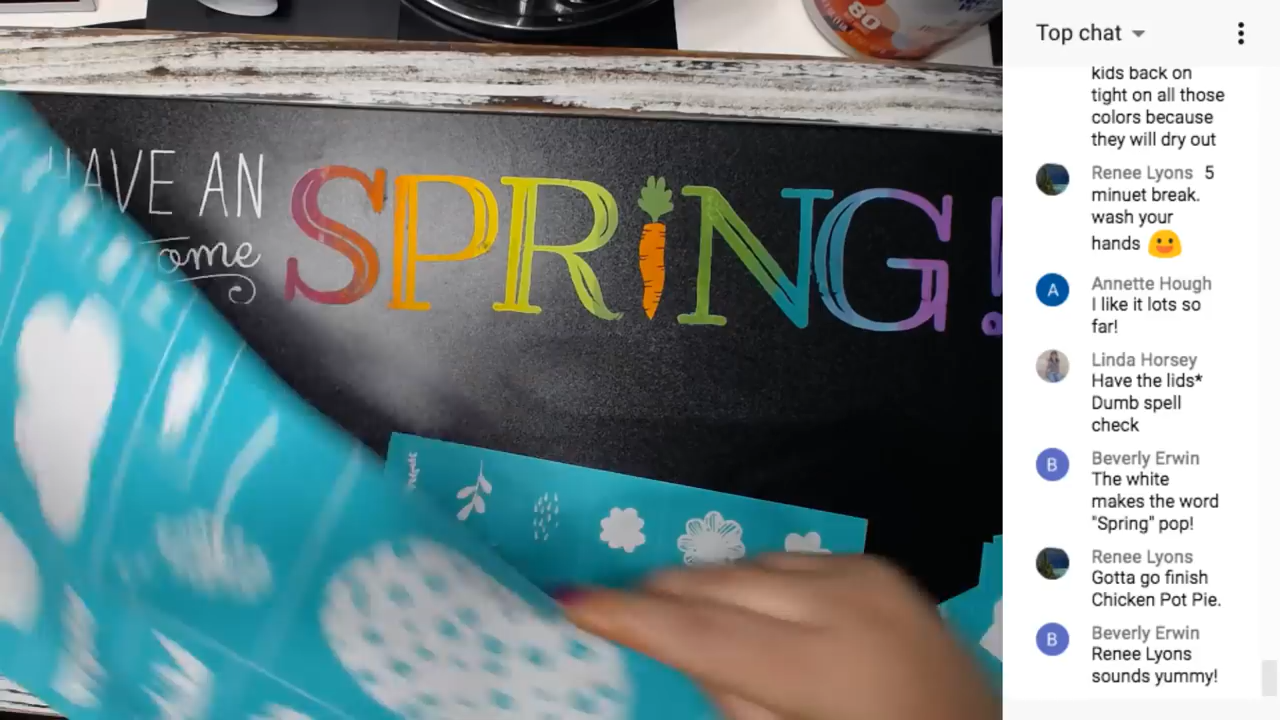 80
HAVE AN
SPRING!
Top chat
kids back on
tight on all those
colors because
they will dry out
Renee Lyons 5
minuet break.
wash your
hands
A
Annette Hough
I like it lots so
far!
Linda Horsey
Have the lids*
Dumb spell
check
B
Beverly Erwin
The white
makes the word
"Spring" pop!
Renee Lyons
Gotta go finish
Chicken Pot Pie.
B
Beverly Erwin
Renee Lyons
sounds yummy!